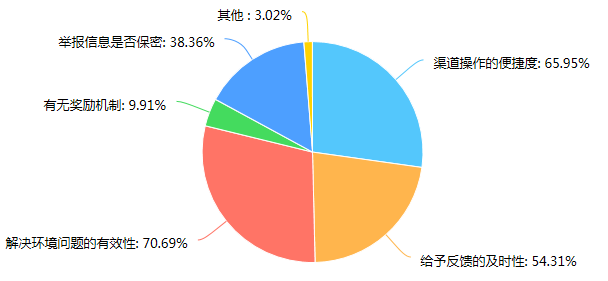 其他 : 3.02%
举报信息是否保密: 38.36%
渠道操作的便捷度: 65.95%
有无奖励机制: 9.91%
解决环境问题的有效性: 70.69%
给予反馈的及时性: 54.31%